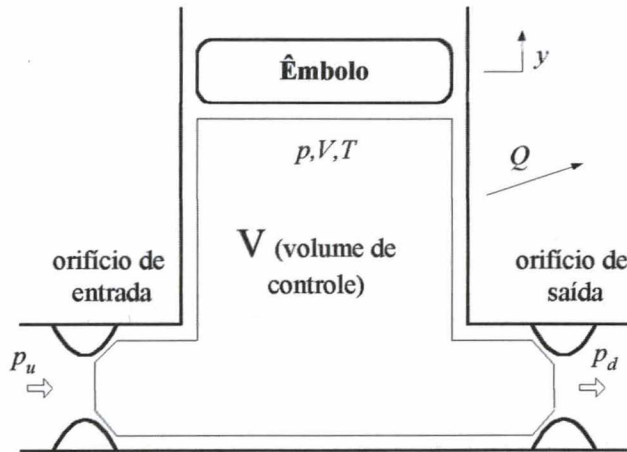 Êmbolo
y
p,V,T
Q
V (volume de
controle)
orifício de
entrada
orifício de
saída
p_u
p_d